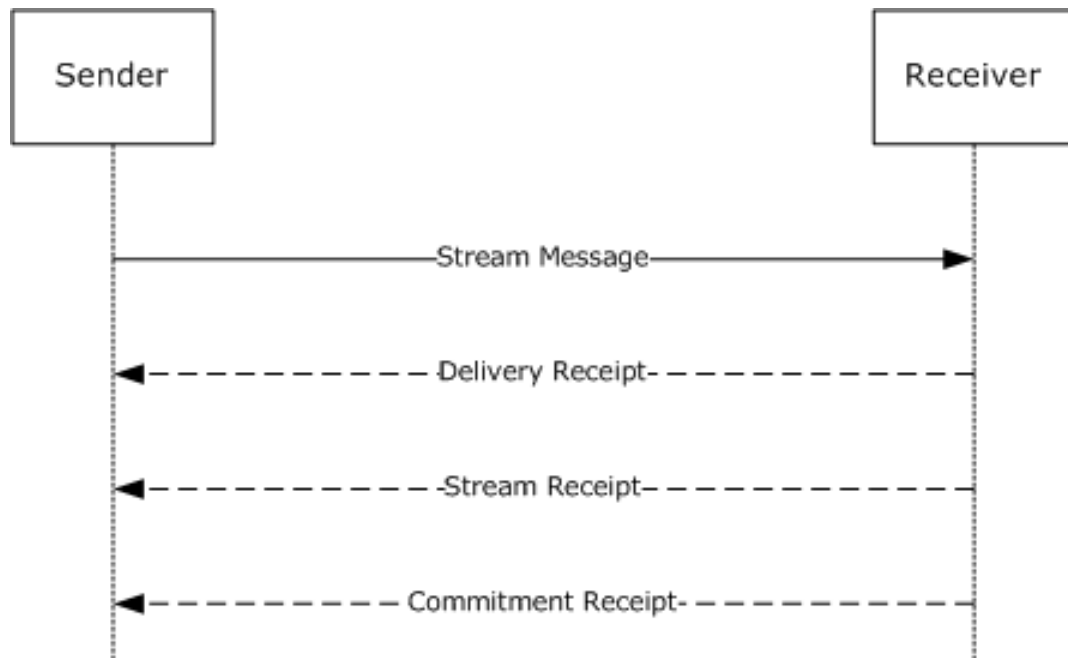 Sender
Receiver
Stream Message
Delivery Receipt
Stream Receipt
Commitment Receipt